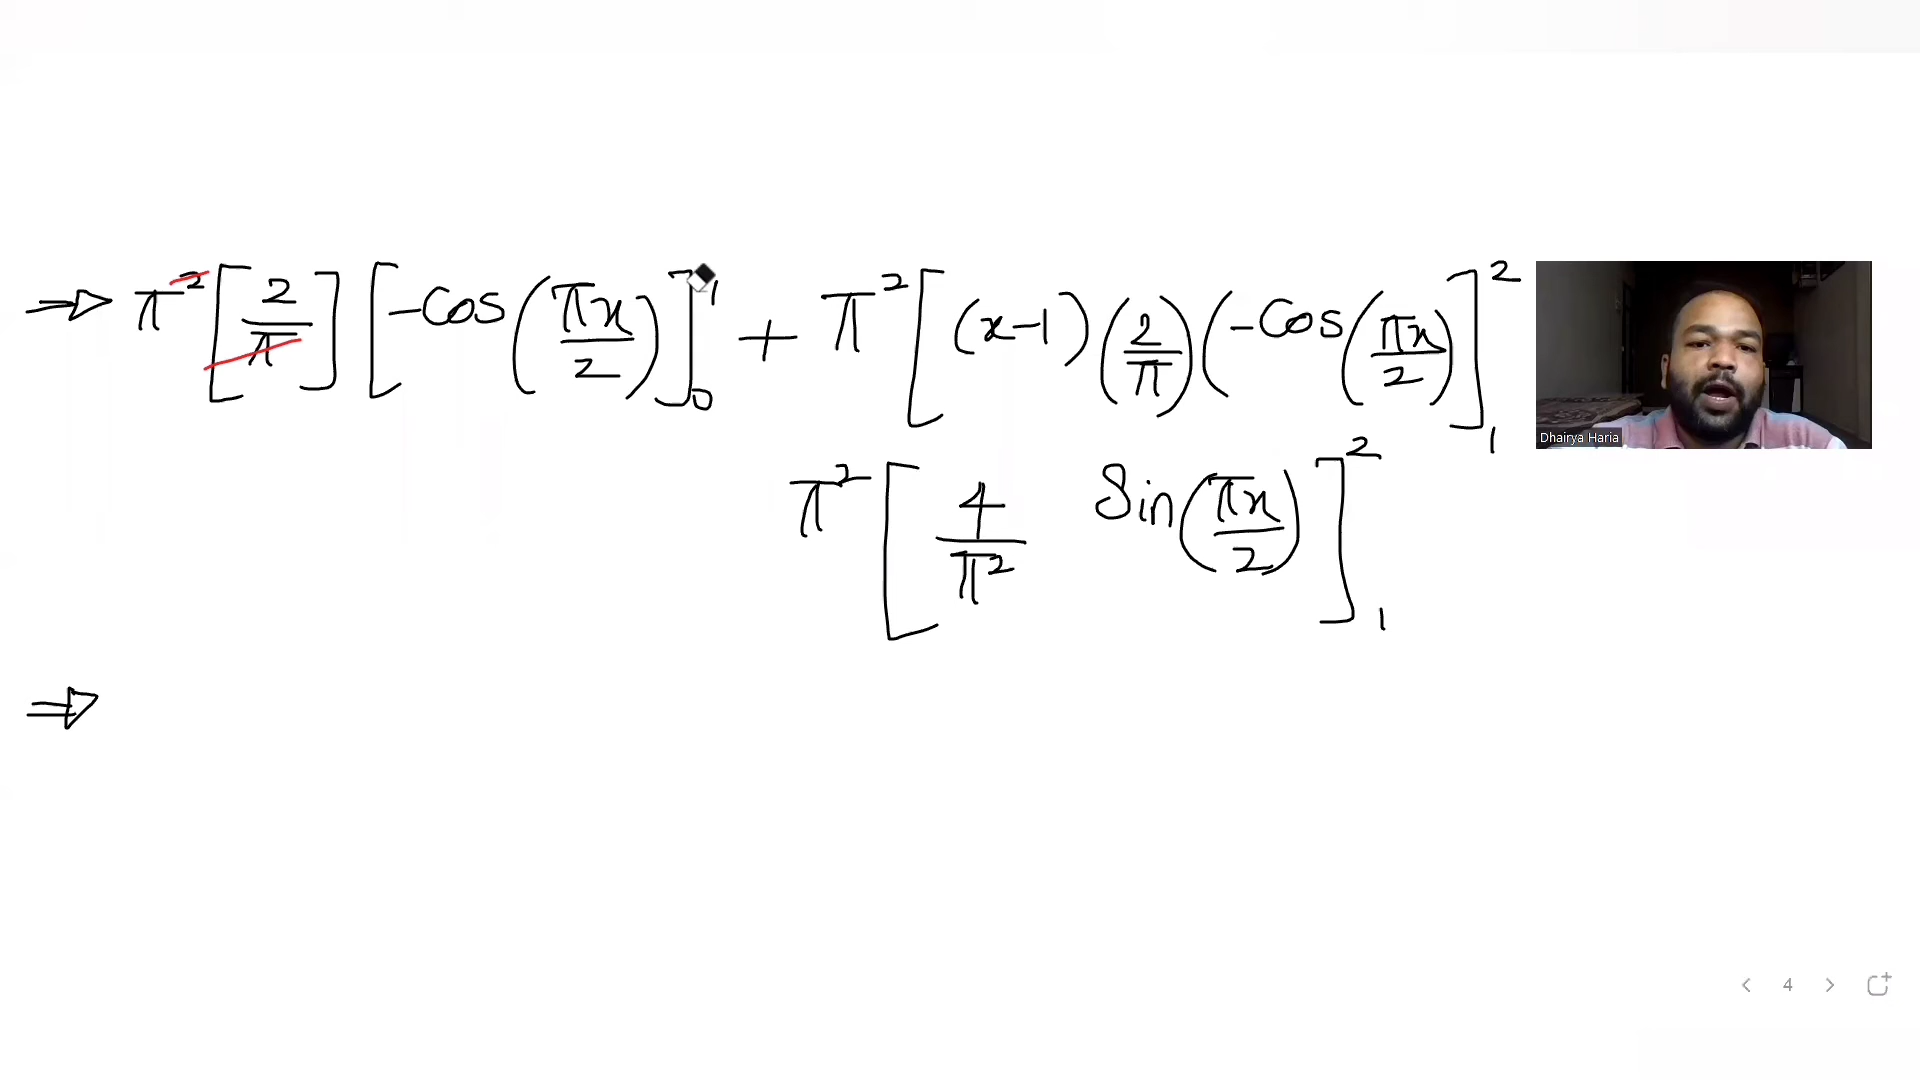 ⇒ π² [2/π] [-Cos(πx/2)]₀¹ + π² [(x-1)(2/π)(-Cos(πx/2)]₁²
π² [4/π² Sin(πx/2)]₁²
⇒
Dhairya Haria
4